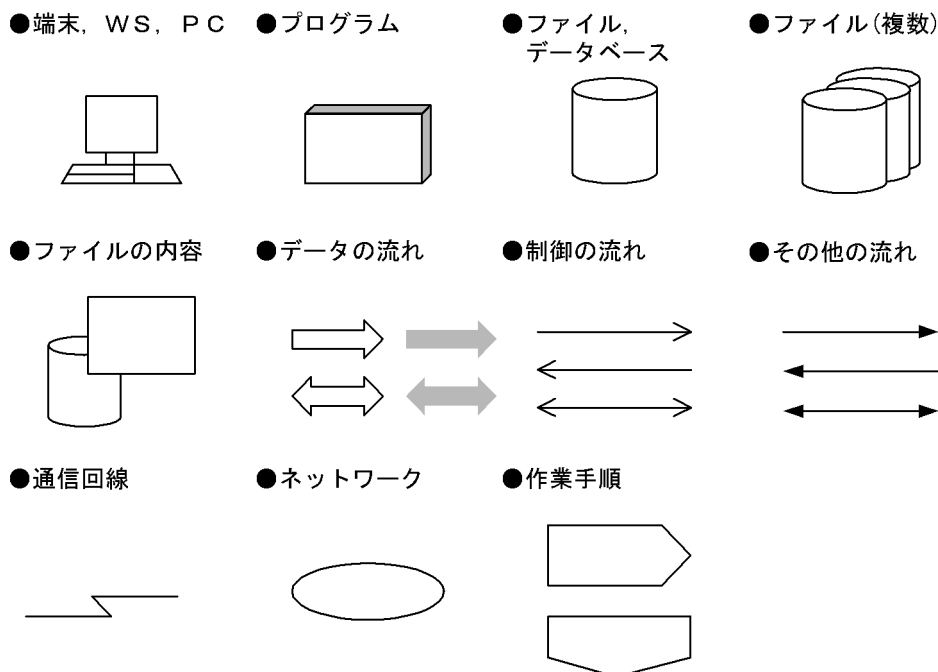 ●端末，ＷＳ，ＰＣ
●プログラム
●ファイル，
データベース
●ファイル(複数)
●ファイルの内容
●データの流れ
●制御の流れ
●その他の流れ
●通信回線
●ネットワーク
●作業手順